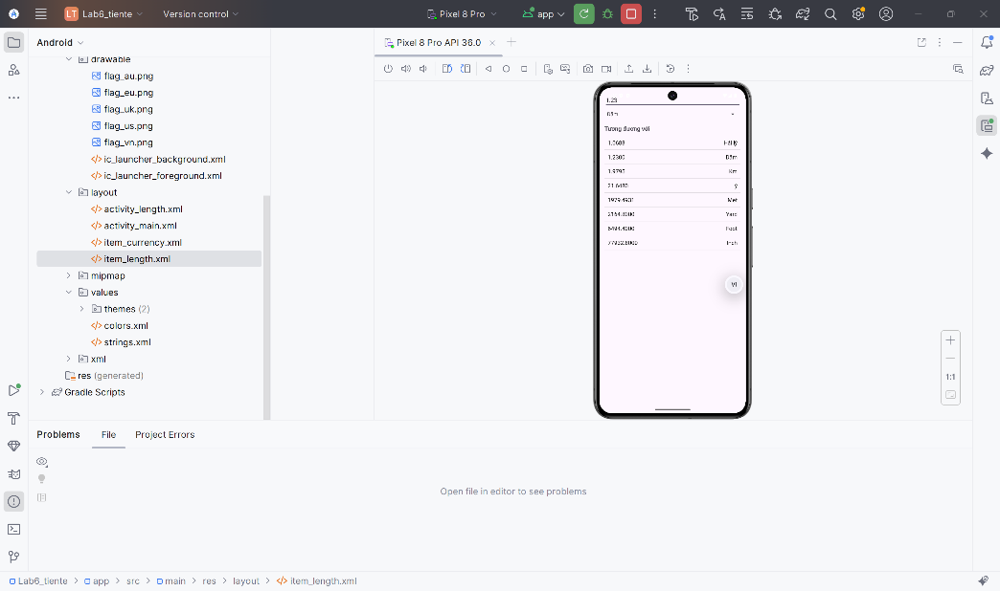 LT Lab6_tiente
Version control
Pixel 8 Pro
app
Android
Pixel 8 Pro API 36.0
drawable
flag_au.png
flag_eu.png
flag_uk.png
flag_us.png
flag_vn.png
ic_launcher_background.xml
ic_launcher_foreground.xml
layout
activity_length.xml
activity_main.xml
item_currency.xml
item_length.xml
mipmap
values
themes (2)
colors.xml
strings.xml
xml
res (generated)
Gradle Scripts
1.23
Dặm
Tương đương với
1.0688 Hải lý
1.2300 Dặm
1.9795 Km
21.6480 lý
1979.4931 Met
2164.8000 Yard
6494.4000 Foot
77932.8000 Inch
VI
1:1
Problems File Project Errors
Open file in editor to see problems
Lab6_tiente > app > src > main > res > layout > item_length.xml